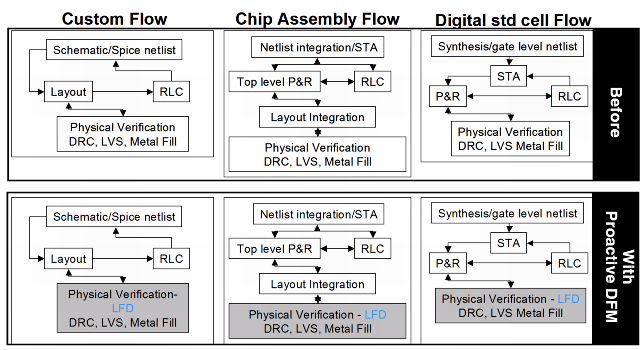 Custom Flow
Chip Assembly Flow
Digital std cell Flow
Schematic/Spice netlist
Layout
RLC
Physical Verification
DRC, LVS, Metal Fill
Netlist integration/STA
Top level P&R
RLC
Layout Integration
Physical Verification
DRC, LVS, Metal Fill
Synthesis/gate level netlist
STA
P&R
RLC
Physical Verification
DRC, LVS, Metal Fill
Before
Schematic/Spice netlist
Layout
RLC
Physical Verification-
LFD
DRC, LVS, Metal Fill
Netlist integration/STA
Top level P&R
RLC
Layout Integration
Physical Verification - LFD
DRC, LVS, Metal Fill
Synthesis/gate level netlist
STA
P&R
RLC
Physical Verification - LFD
DRC, LVS, Metal Fill
With
Proactive DFM